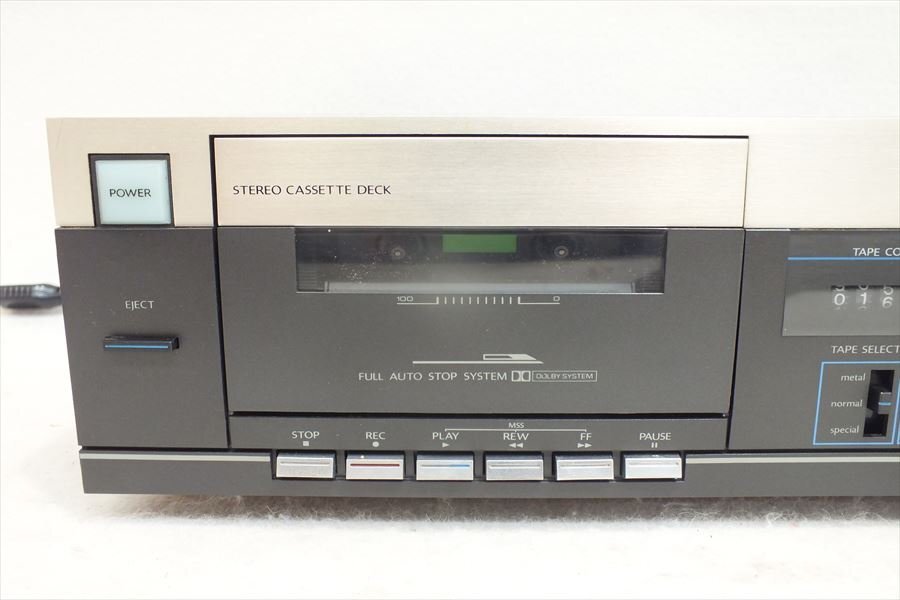 POWER
STEREO CASSETTE DECK
EJECT
100 0
FULL AUTO STOP SYSTEM DOLBY SYSTEM
TAPE CO
016
TAPE SELECT
metal
normal
special
MSS
STOP REC PLAY REW FF PAUSE